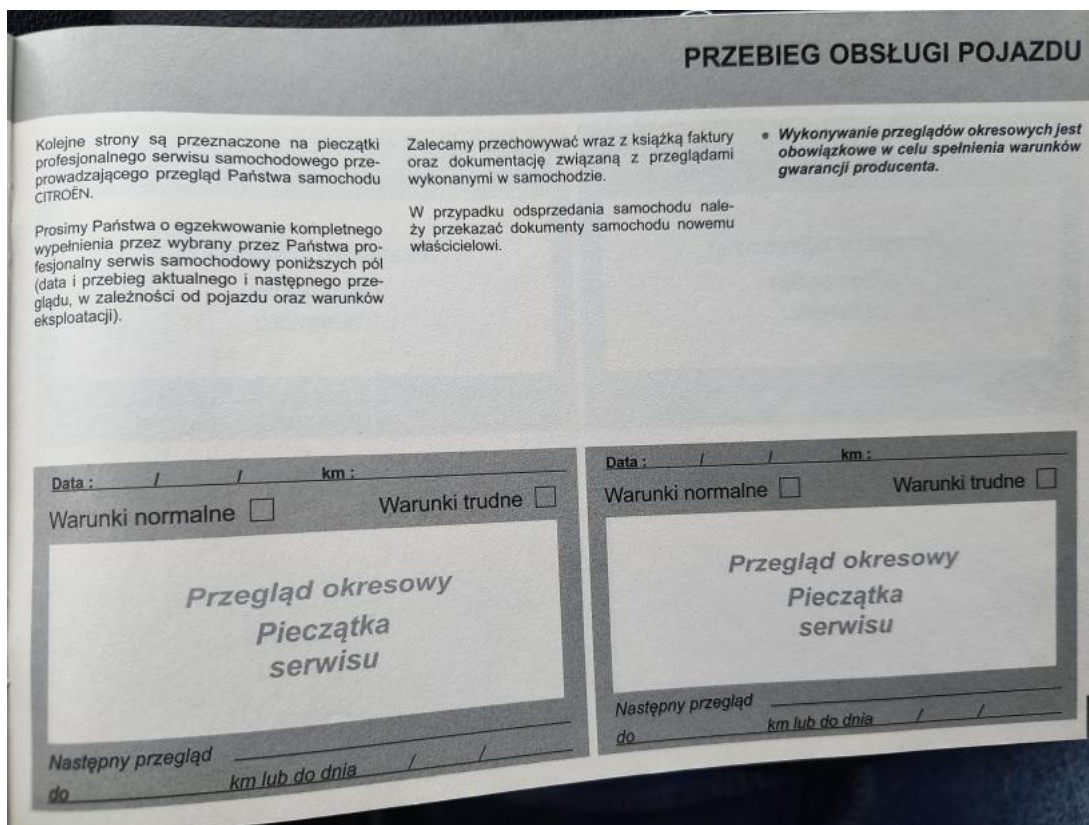 PRZEBIEG OBSŁUGI POJAZDU
Kolejne strony są przeznaczone na pieczątki
profesjonalnego serwisu samochodowego prze-
prowadzającego przegląd Państwa samochodu
CITROËN.
Prosimy Państwa o egzekwowanie kompletnego
wypełnienia przez wybrany przez Państwa pro-
fesjonalny serwis samochodowy poniższych pól
(data i przebieg aktualnego i następnego prze-
glądu, w zależności od pojazdu oraz warunków
eksploatacji).
Zalecamy przechowywać wraz z książką faktury
oraz dokumentację związaną z przeglądami
wykonanymi w samochodzie.
W przypadku odsprzedania samochodu nale-
ży przekazać dokumenty samochodu nowemu
właścicielowi.
• Wykonywanie przeglądów okresowych jest
obowiązkowe w celu spełnienia warunków
gwarancji producenta.
Data : / / km :
Warunki normalne Warunki trudne
Przegląd okresowy
Pieczątka
serwisu
Następny przegląd
do km lub do dnia / /
Data : / / km :
Warunki normalne Warunki trudne
Przegląd okresowy
Pieczątka
serwisu
Następny przegląd
do km lub do dnia / /